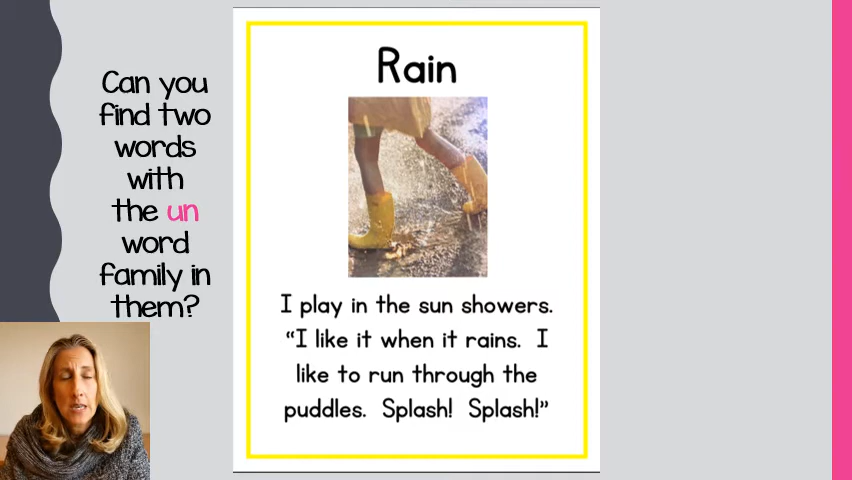 Can you
find two
words
with
the un
word
family in
them?
Rain
I play in the sun showers.
“I like it when it rains.  I
like to run through the
puddles.  Splash!  Splash!”